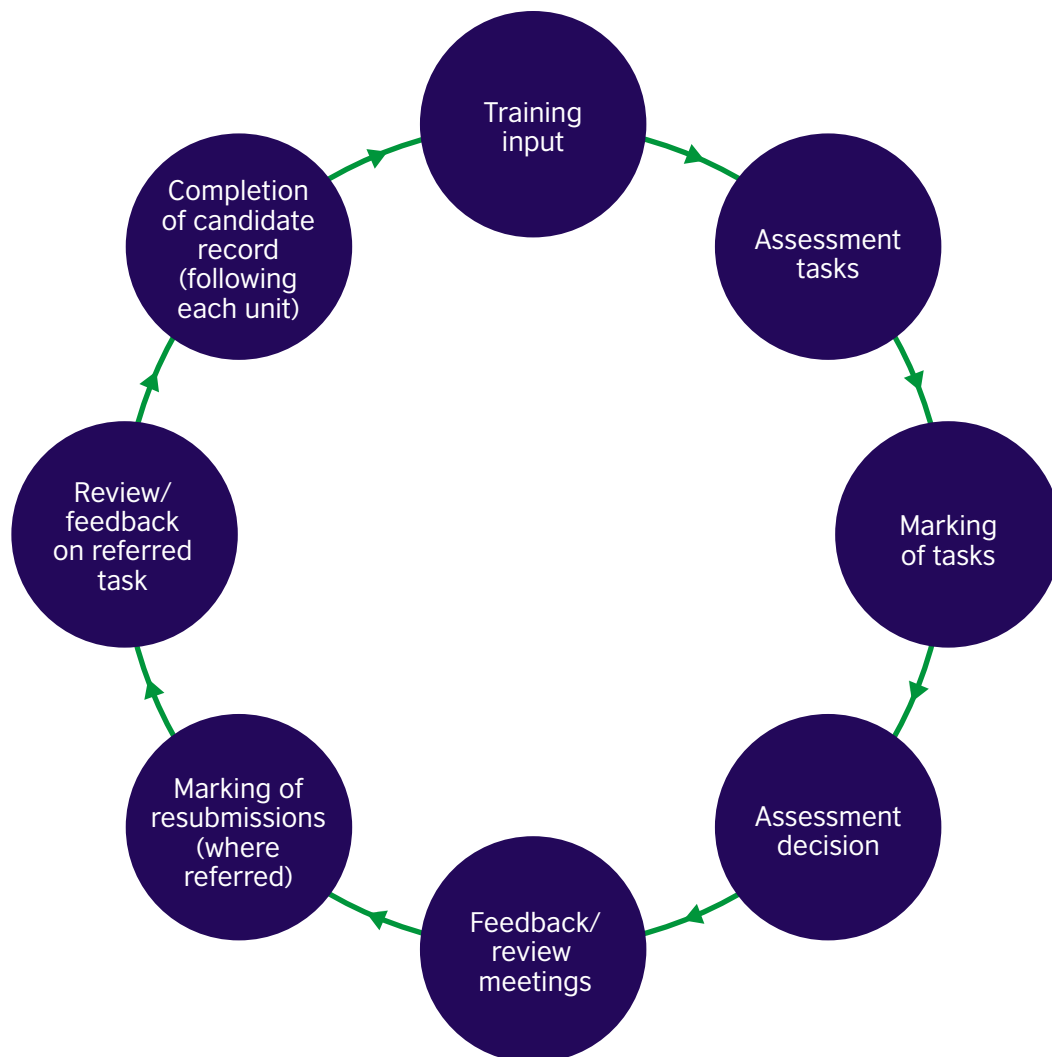 Training
input
Assessment
tasks
Marking
of tasks
Assessment
decision
Feedback/
review
meetings
Marking of
resubmissions
(where
referred)
Review/
feedback
on referred
task
Completion
of candidate
record
(following
each unit)